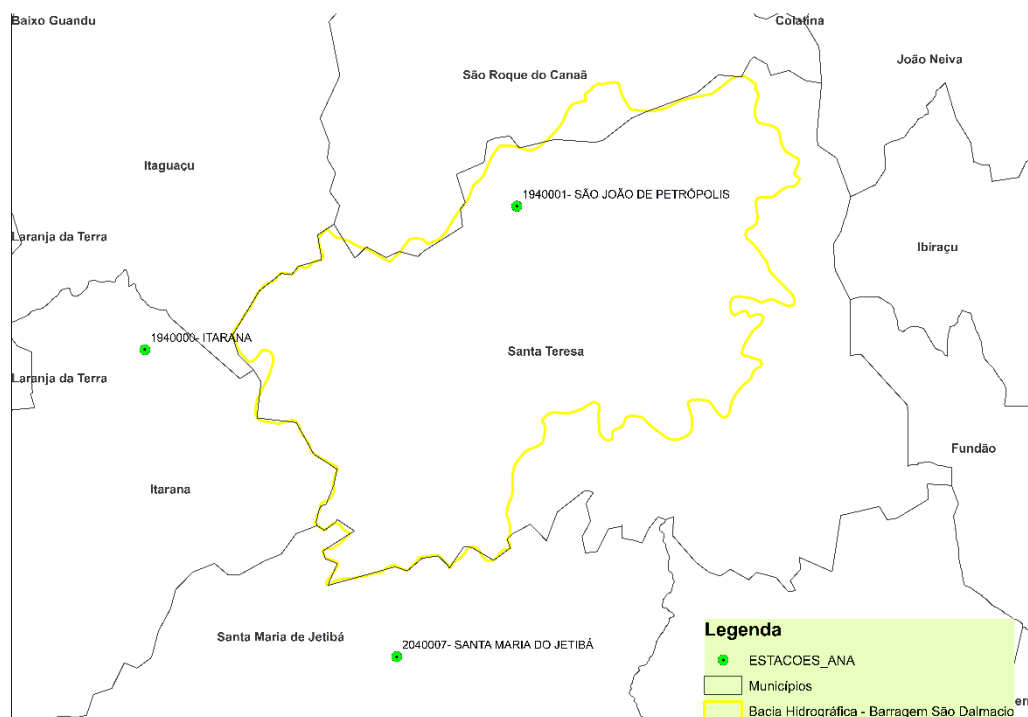 Baixo Guandu
Colatina
João Neiva
São Roque do Canaã
Itaguaçu
1940001- SÃO JOÃO DE PETRÓPOLIS
Laranja da Terra
Ibiraçu
1940000- ITARANA
Santa Teresa
Laranja da Terra
Fundão
Itarana
Santa Maria de Jetibá
2040007- SANTA MARIA DO JETIBÁ
Legenda
ESTACOES_ANA
Municípios
Bacia Hidrográfica - Barragem São Dalmacio